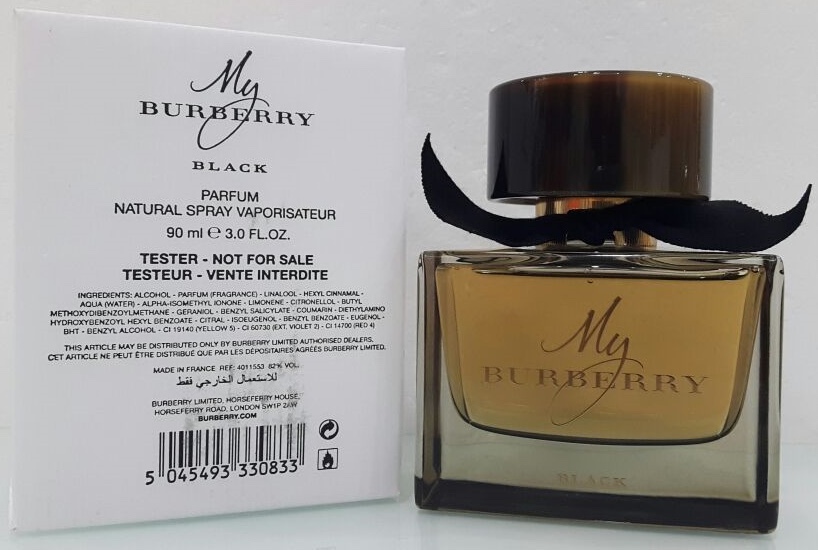 My
BURBERRY
BLACK
PARFUM
NATURAL SPRAY VAPORISATEUR
90 ml ℮ 3.0 FL.OZ.
TESTER - NOT FOR SALE
TESTEUR - VENTE INTERDITE
INGREDIENTS: ALCOHOL - PARFUM (FRAGRANCE) - LINALOOL - HEXYL CINNAMAL -
AQUA (WATER) - ALPHA-ISOMETHYL IONONE - LIMONENE - CITRONELLOL - BUTYL
METHOXYDIBENZOYLMETHANE - GERANIOL - BENZYL SALICYLATE - COUMARIN - DIETHYLAMINO
HYDROXYBENZOYL HEXYL BENZOATE - CITRAL - ISOEUGENOL - BENZYL BENZOATE - EUGENOL -
BHT - BENZYL ALCOHOL - CI 19140 (YELLOW 5) - CI 60730 (EXT. VIOLET 2) - CI 14700 (RED 4)
THIS ARTICLE MAY BE DISTRIBUTED ONLY BY BURBERRY LIMITED AUTHORISED DEALERS.
CET ARTICLE NE PEUT ÊTRE DISTRIBUÉ QUE PAR LES DÉPOSITAIRES AGRÉÉS BURBERRY LIMITED.
MADE IN FRANCE REF: 4011553 82% VOL.
للاستعمال الخارجي فقط
BURBERRY LIMITED, HORSEFERRY HOUSE,
HORSEFERRY ROAD, LONDON SW1P 2AW
BURBERRY.COM
5 045493 330833
My
BURBERRY
BLACK